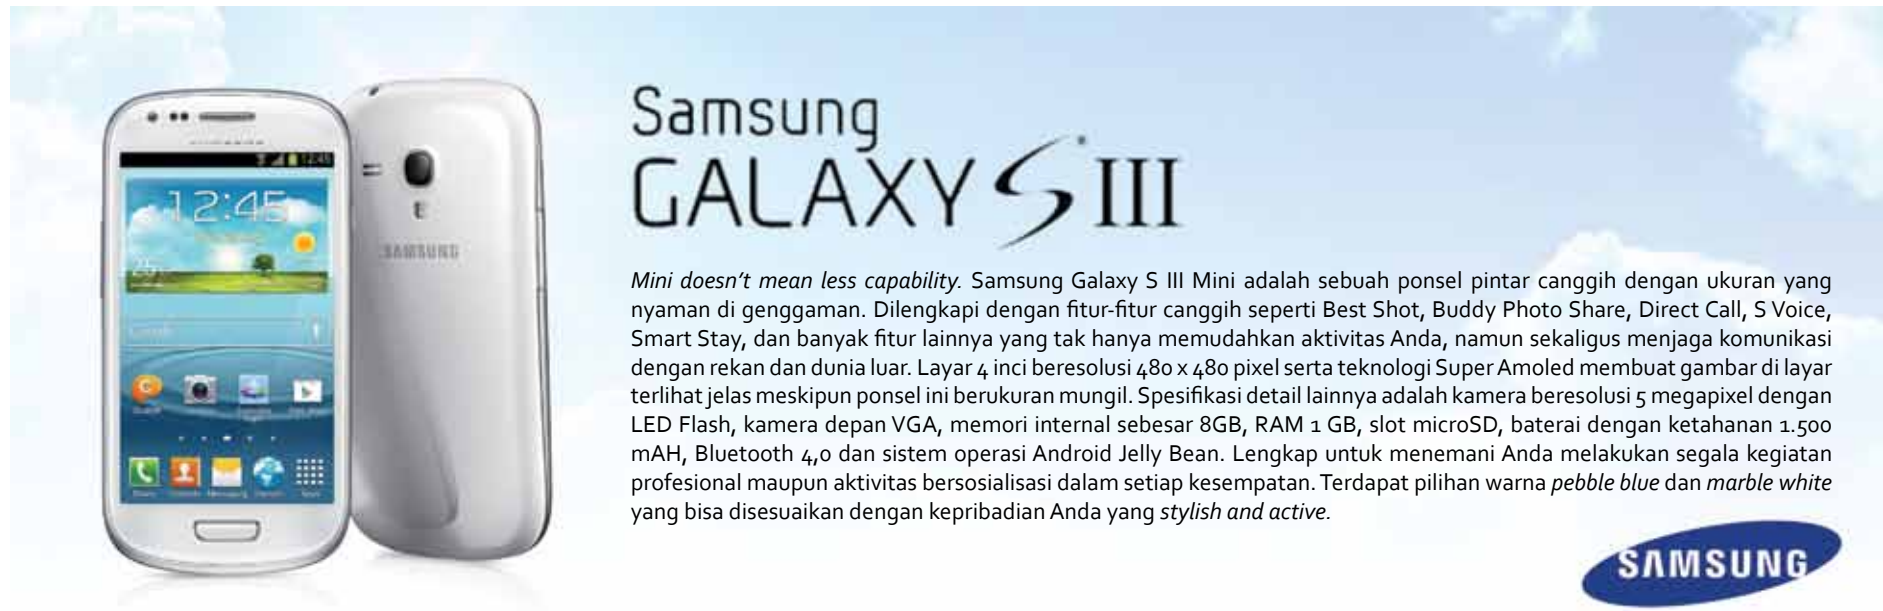 Samsung
GALAXY S III
Mini doesn't mean less capability. Samsung Galaxy S III Mini adalah sebuah ponsel pintar canggih dengan ukuran yang
nyaman di genggaman. Dilengkapi dengan fitur-fitur canggih seperti Best Shot, Buddy Photo Share, Direct Call, S Voice,
Smart Stay, dan banyak fitur lainnya yang tak hanya memudahkan aktivitas Anda, namun sekaligus menjaga komunikasi
dengan rekan dan dunia luar. Layar 4 inci beresolusi 480 x 480 pixel serta teknologi Super Amoled membuat gambar di layar
terlihat jelas meskipun ponsel ini berukuran mungil. Spesifikasi detail lainnya adalah kamera beresolusi 5 megapixel dengan
LED Flash, kamera depan VGA, memori internal sebesar 8GB, RAM 1 GB, slot microSD, baterai dengan ketahanan 1.500
mAH, Bluetooth 4,0 dan sistem operasi Android Jelly Bean. Lengkap untuk menemani Anda melakukan segala kegiatan
profesional maupun aktivitas bersosialisasi dalam setiap kesempatan. Terdapat pilihan warna pebble blue dan marble white
yang bisa disesuaikan dengan kepribadian Anda yang stylish and active.
SAMSUNG
12:45
12:45
SAMSUNG